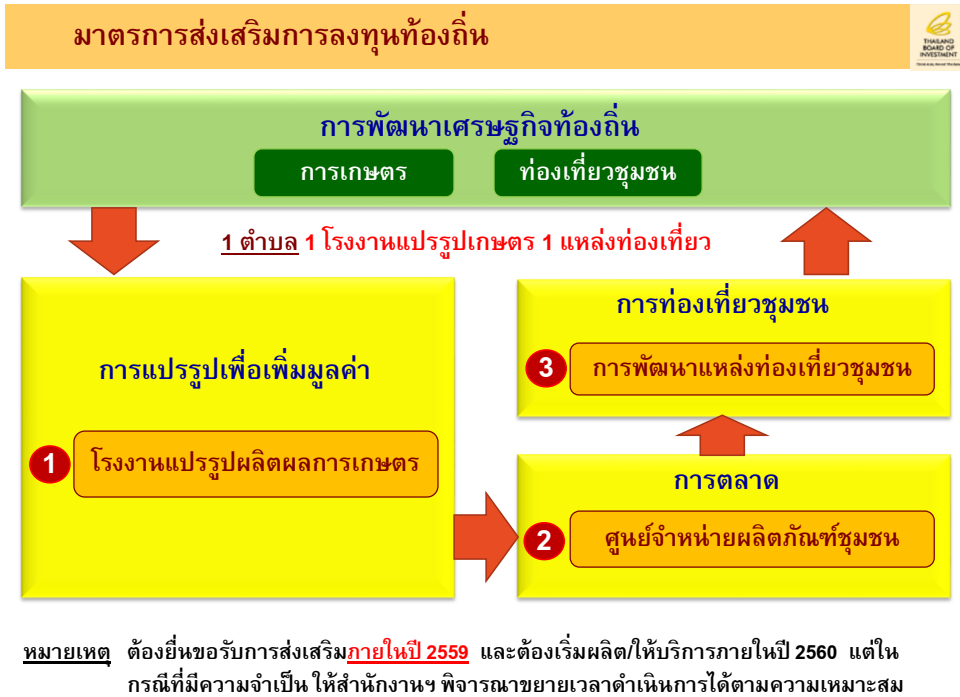 มาตรการส่งเสริมการลงทุนท้องถิ่น
THAILAND
BOARD OF
INVESTMENT
การพัฒนาเศรษฐกิจท้องถิ่น
การเกษตร
ท่องเที่ยวชุมชน
1 ตำบล 1 โรงงานแปรรูปเกษตร 1 แหล่งท่องเที่ยว
การแปรรูปเพื่อเพิ่มมูลค่า
1 โรงงานแปรรูปผลิตผลการเกษตร
การตลาด
2 ศูนย์จำหน่ายผลิตภัณฑ์ชุมชน
การท่องเที่ยวชุมชน
3 การพัฒนาแหล่งท่องเที่ยวชุมชน
หมายเหตุ ต้องยื่นขอรับการส่งเสริมภายในปี 2559 และต้องเริ่มผลิต/ให้บริการภายในปี 2560 แต่ใน
กรณีที่มีความจำเป็น ให้สำนักงานฯ พิจารณาขยายเวลาดำเนินการได้ตามความเหมาะสม